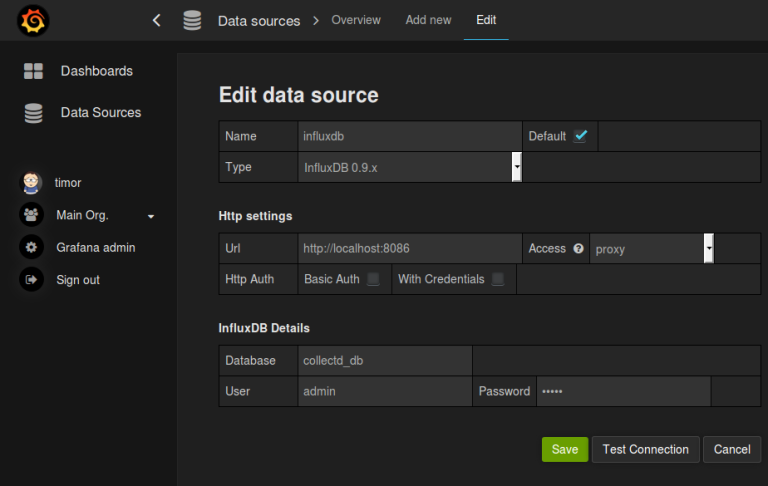 Data sources > Overview Add new Edit
Dashboards
Data Sources
timor
Main Org.
Grafana admin
Sign out
Edit data source
Name influxdb Default
Type InfluxDB 0.9.x
Http settings
Url http://localhost:8086 Access ? proxy
Http Auth Basic Auth With Credentials
InfluxDB Details
Database collectd_db
User admin Password •••••
Save Test Connection Cancel